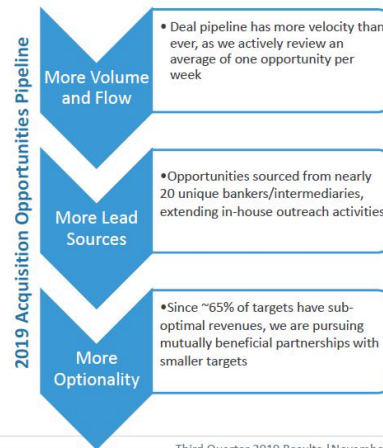 2019 Acquisition Opportunities Pipeline
More Volume
and Flow
• Deal pipeline has more velocity than
ever, as we actively review an
average of one opportunity per
week
More Lead
Sources
•Opportunities sourced from nearly
20 unique bankers/intermediaries,
extending in-house outreach activities
More
Optionality
•Since ~65% of targets have sub-
optimal revenues, we are pursuing
mutually beneficial partnerships with
smaller targets
Third Quarter 2019 Results |